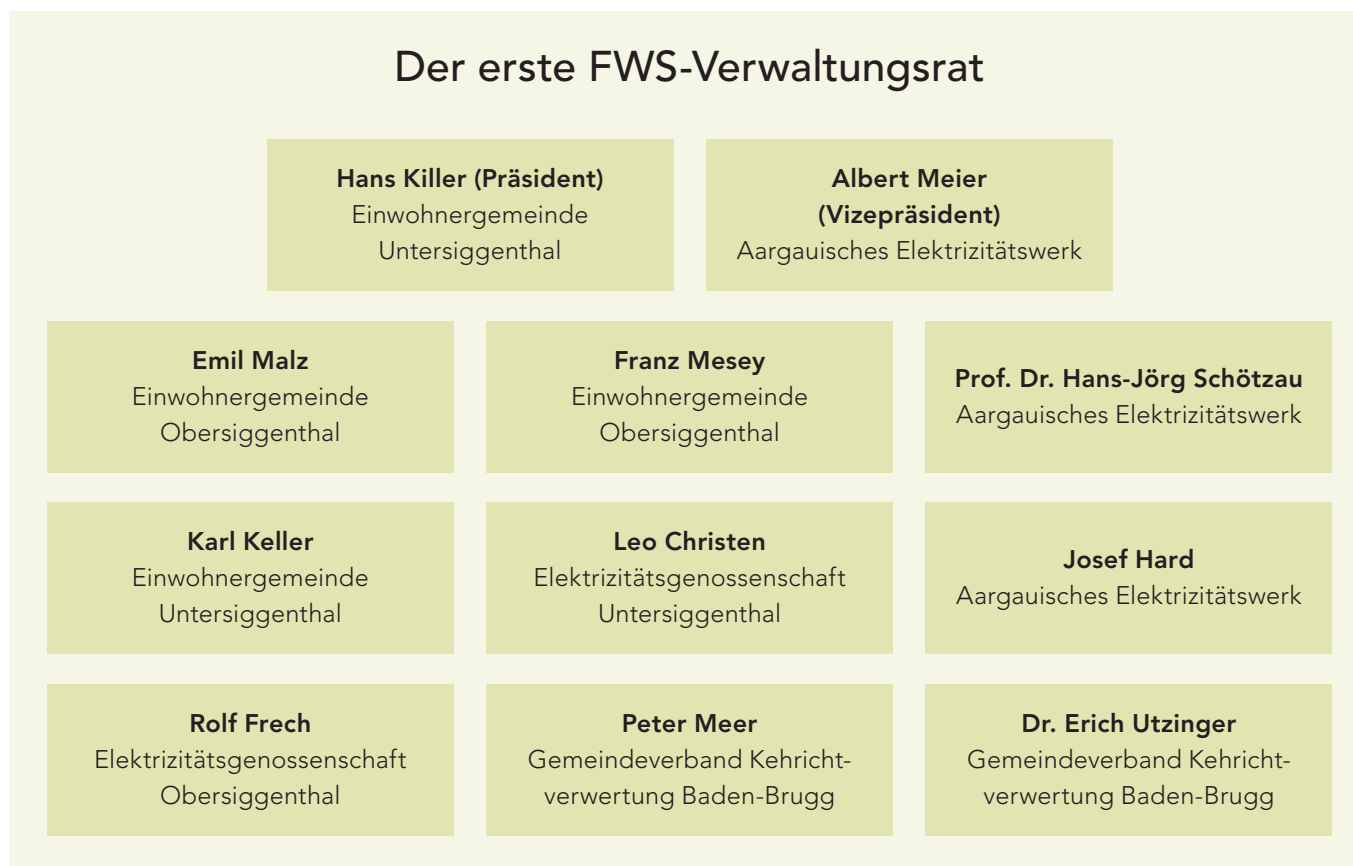 Der erste FWS-Verwaltungsrat
Hans Killer (Präsident)
Einwohnergemeinde
Untersiggenthal
Albert Meier
(Vizepräsident)
Aargauisches Elektrizitätswerk
Emil Malz
Einwohnergemeinde
Obersiggenthal
Franz Mesey
Einwohnergemeinde
Obersiggenthal
Prof. Dr. Hans-Jörg Schötzau
Aargauisches Elektrizitätswerk
Karl Keller
Einwohnergemeinde
Untersiggenthal
Leo Christen
Elektrizitätsgenossenschaft
Untersiggenthal
Josef Hard
Aargauisches Elektrizitätswerk
Rolf Frech
Elektrizitätsgenossenschaft
Obersiggenthal
Peter Meer
Gemeindeverband Kehricht-
verwertung Baden-Brugg
Dr. Erich Utzinger
Gemeindeverband Kehricht-
verwertung Baden-Brugg